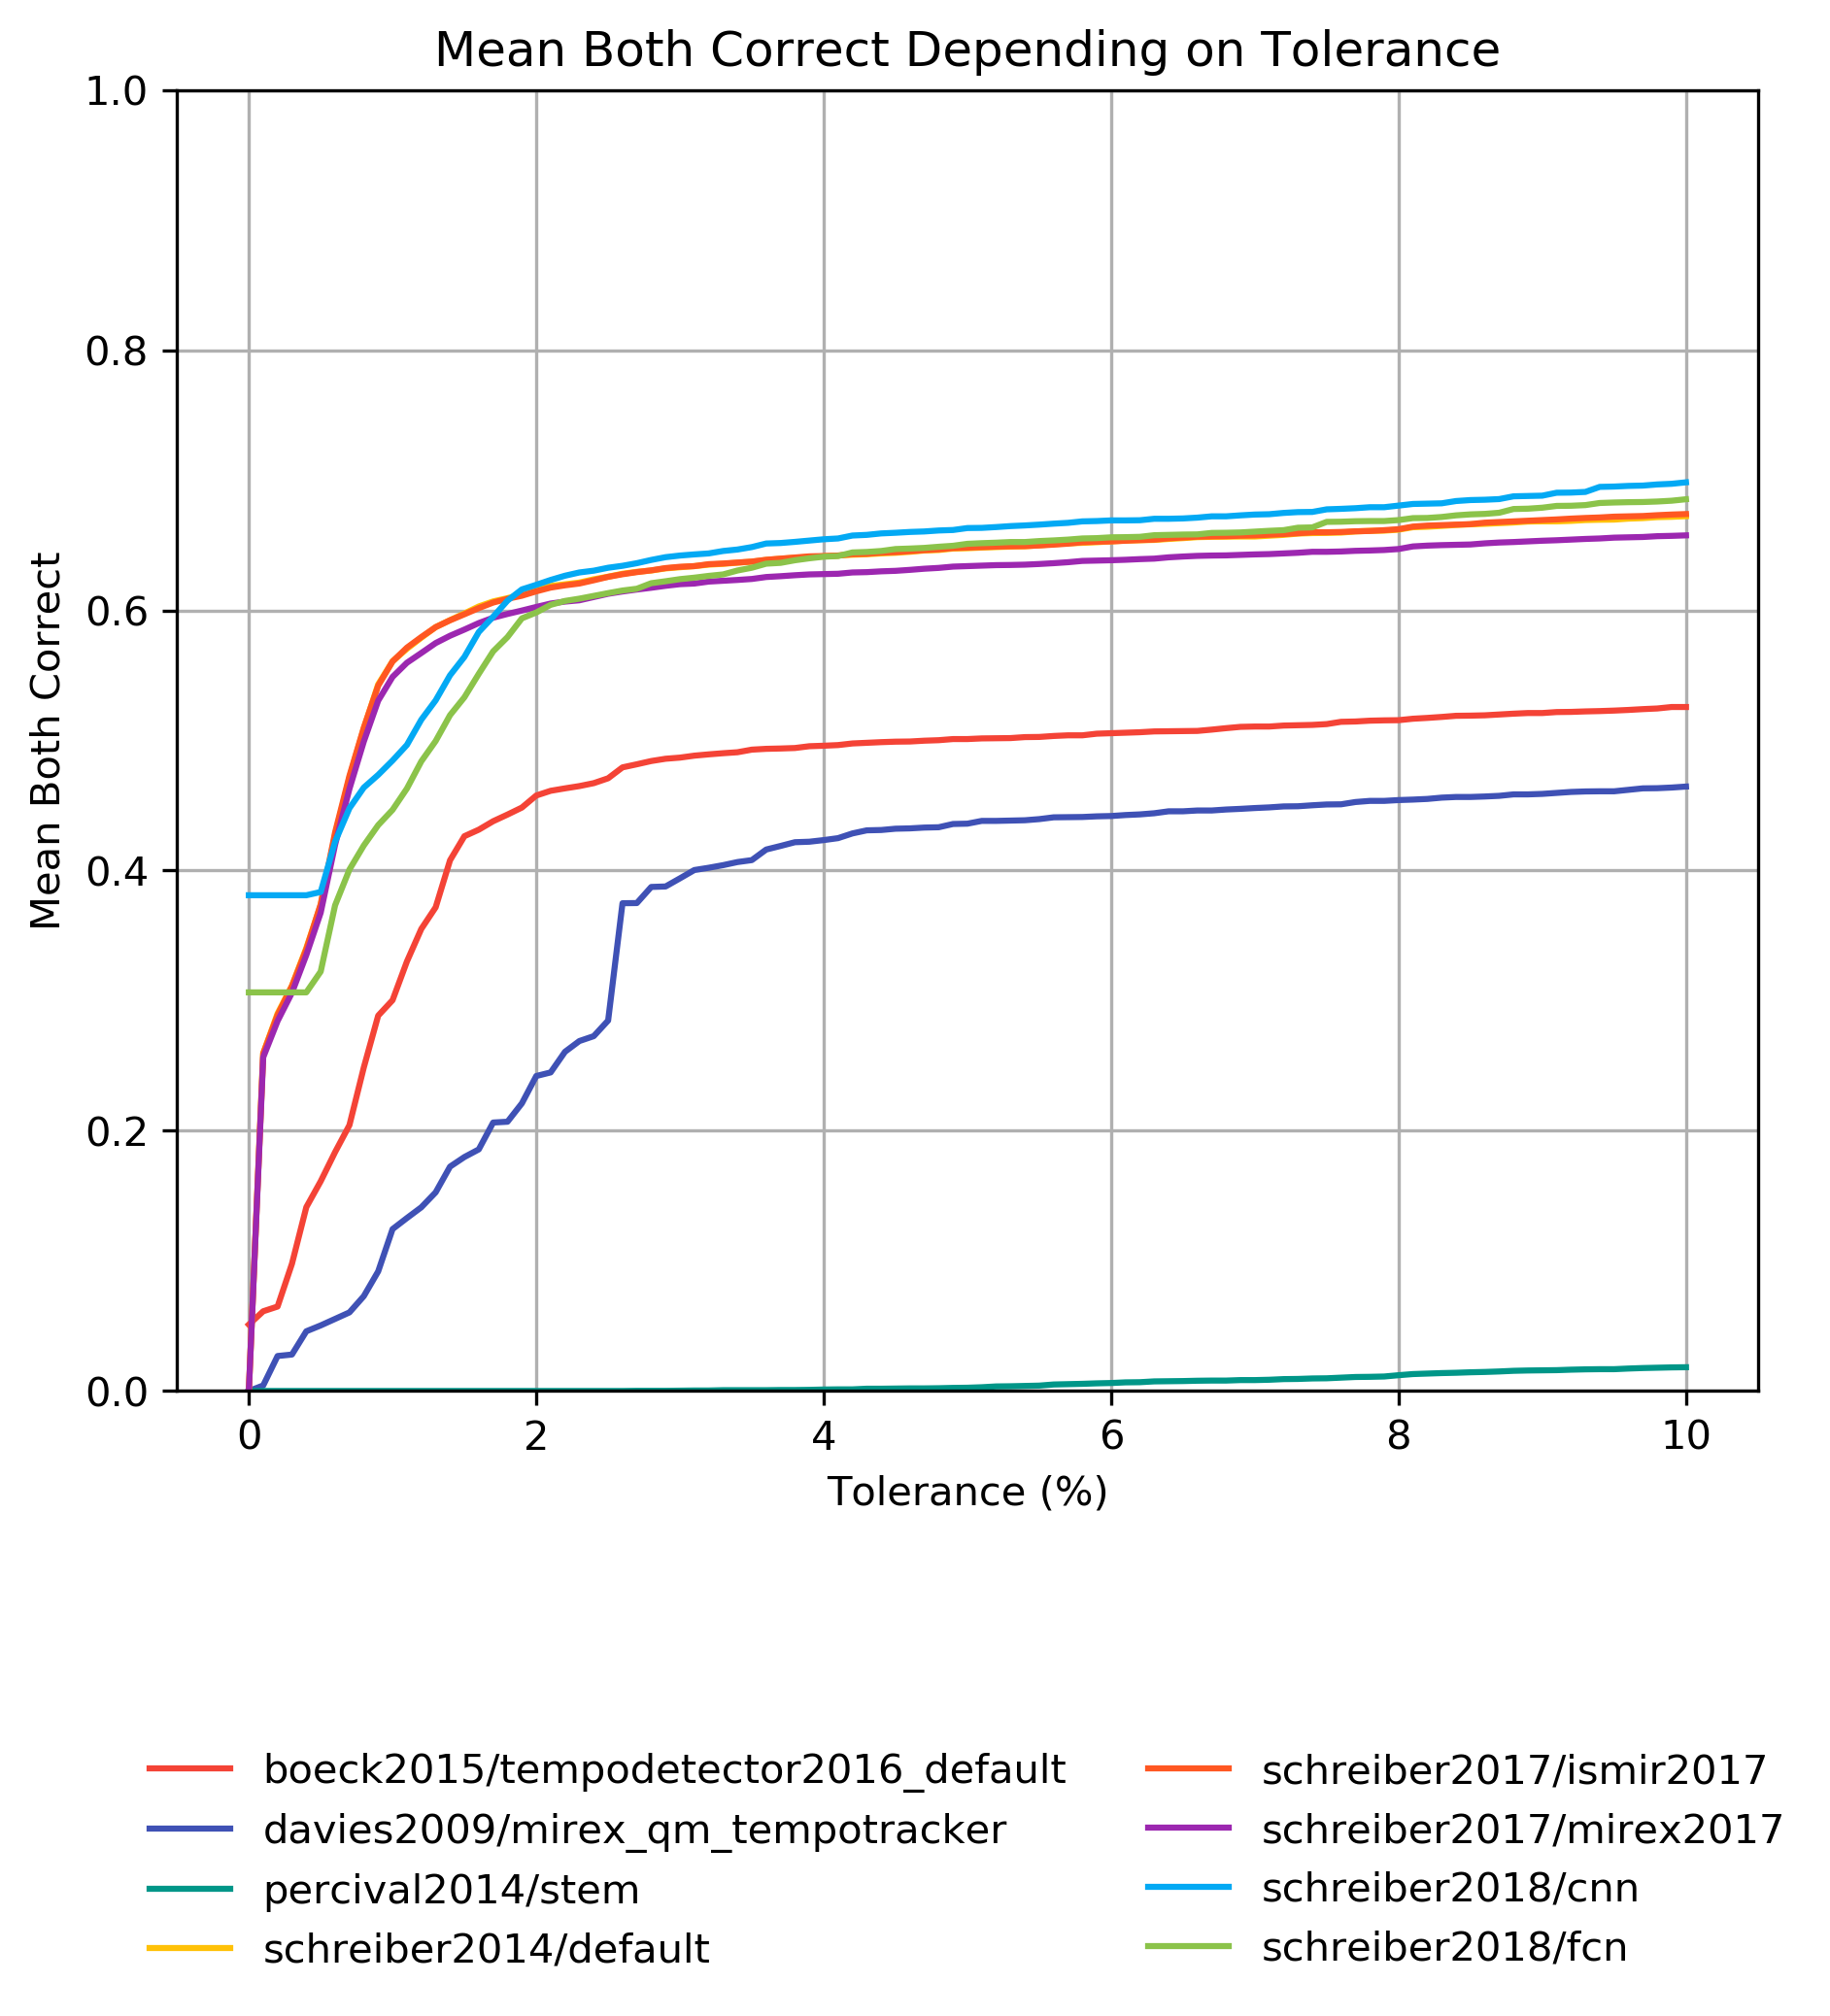 Mean Both Correct Depending on Tolerance
1.0
0.8
0.6
0.4
0.2
0.0
Mean Both Correct
0 2 4 6 8 10
Tolerance (%)
boeck2015/tempodetector2016_default
davies2009/mirex_qm_tempotracker
percival2014/stem
schreiber2014/default
schreiber2017/ismir2017
schreiber2017/mirex2017
schreiber2018/cnn
schreiber2018/fcn